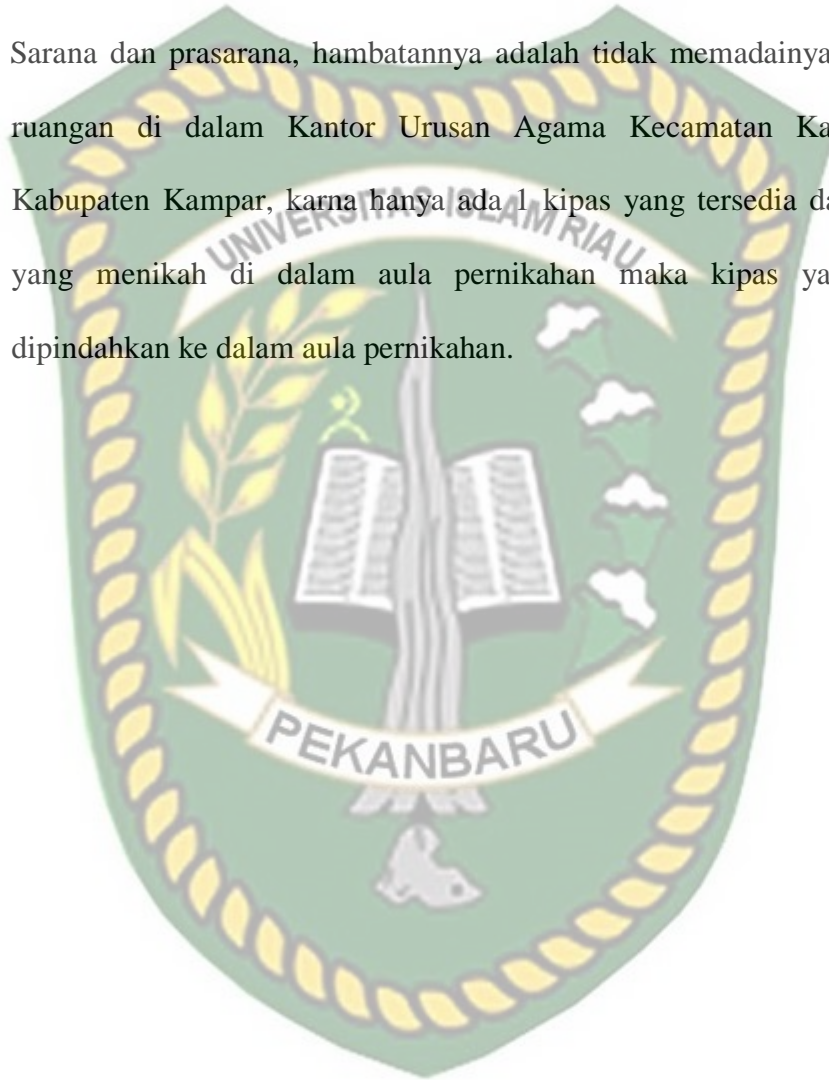 Sarana dan prasarana, hambatannya adalah tidak memadainya
ruangan di dalam Kantor Urusan Agama Kecamatan
Kabupaten Kampar, karna hanya ada 1 kipas yang tersedia
yang menikah di dalam aula pernikahan maka kipas
dipindahkan ke dalam aula pernikahan.
UNIVERSITAS ISLAM RIAU
PEKANBARU